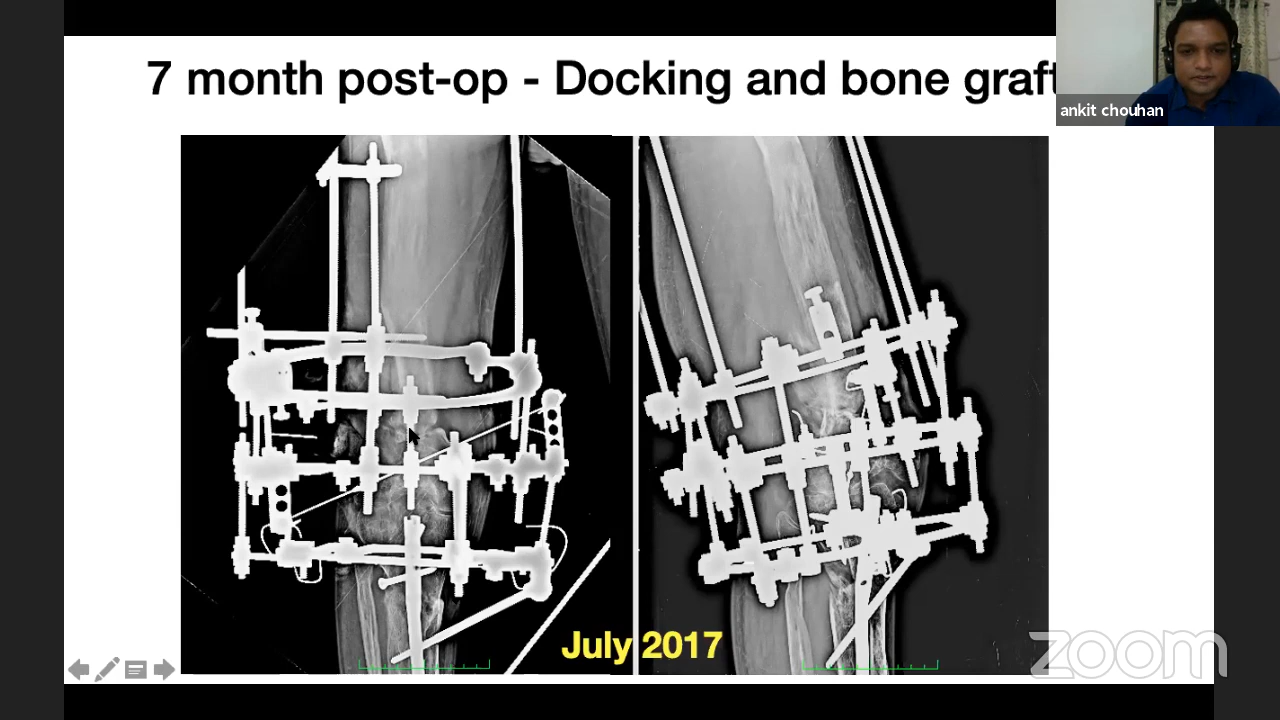 7 month post-op - Docking and bone graft
ankit chouhan
July 2017
zoom